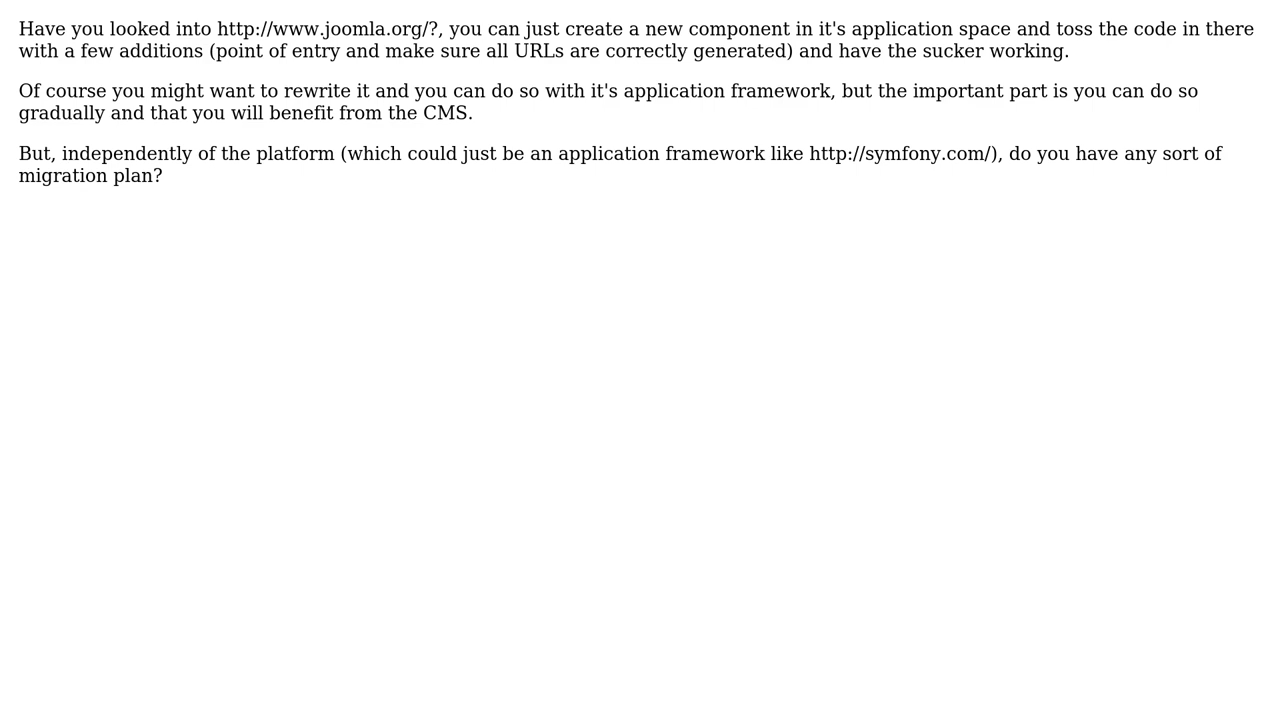 Have you looked into http://www.joomla.org/?, you can just create a new component in it's application space and toss the code in there
with a few additions (point of entry and make sure all URLs are correctly generated) and have the sucker working.
Of course you might want to rewrite it and you can do so with it's application framework, but the important part is you can do so
gradually and that you will benefit from the CMS.
But, independently of the platform (which could just be an application framework like http://symfony.com/), do you have any sort of
migration plan?